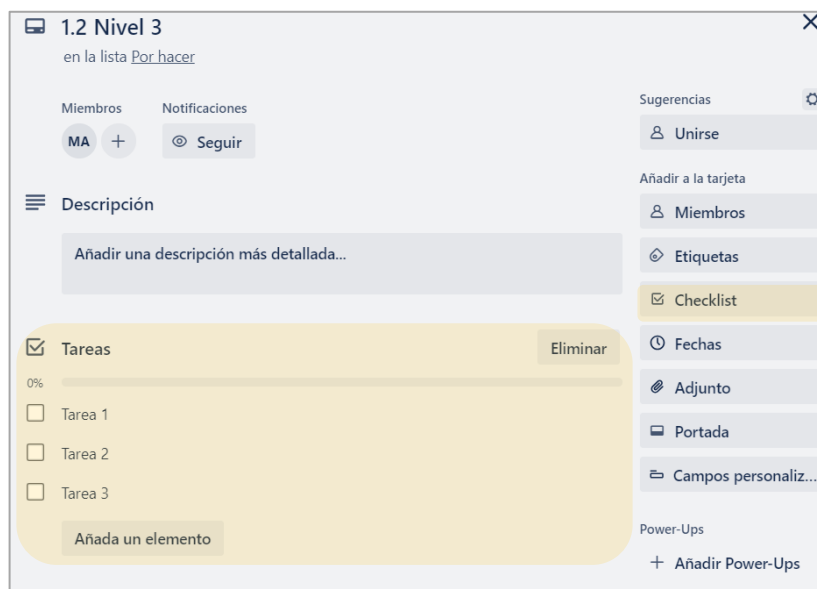 1.2 Nivel 3
en la lista Por hacer
Miembros
Notificaciones
MA
Seguir
Descripción
Añadir una descripción más detallada...
Tareas
Eliminar
0%
Tarea 1
Tarea 2
Tarea 3
Añada un elemento
Sugerencias
Unirse
Añadir a la tarjeta
Miembros
Etiquetas
Checklist
Fechas
Adjunto
Portada
Campos personaliz...
Power-Ups
+ Añadir Power-Ups